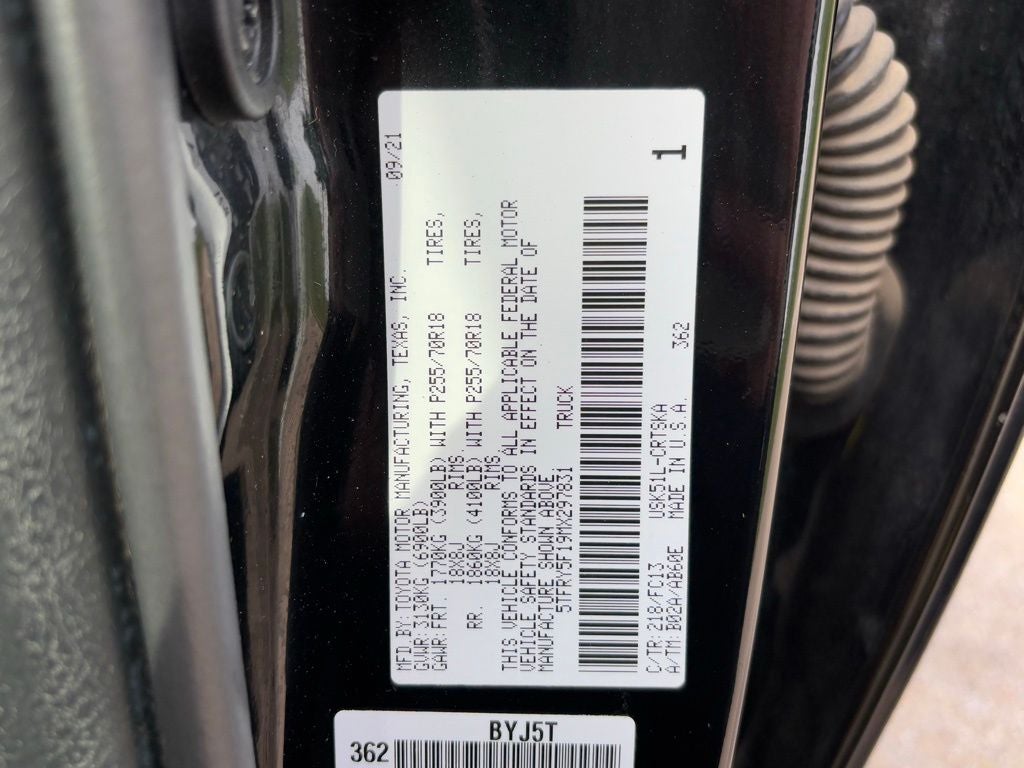 MFD.BY:TOYOTA MOTOR MANUFACTURING, TEXAS, INC. 09/21
GVWR:3130KG (6900LB)
GAWR:FRT. 1770KG (3900LB) WITH P255/70R18 TIRES,
18X8J RIMS
RR. 1860KG (4100LB) WITH P255/70R18 TIRES,
18X8J RIMS
THIS VEHICLE CONFORMS TO ALL APPLICABLE FEDERAL MOTOR
VEHICLE SAFETY STANDARDS IN EFFECT ON THE DATE OF
MANUFACTURE SHOWN ABOVE
5TFRY5F19MX297831 TRUCK
C/TR:218/FC13 USK51L-CRTSKA 362
A/TM:B02A/AB60E MADE IN U.S.A.
1
BYJ5T
362